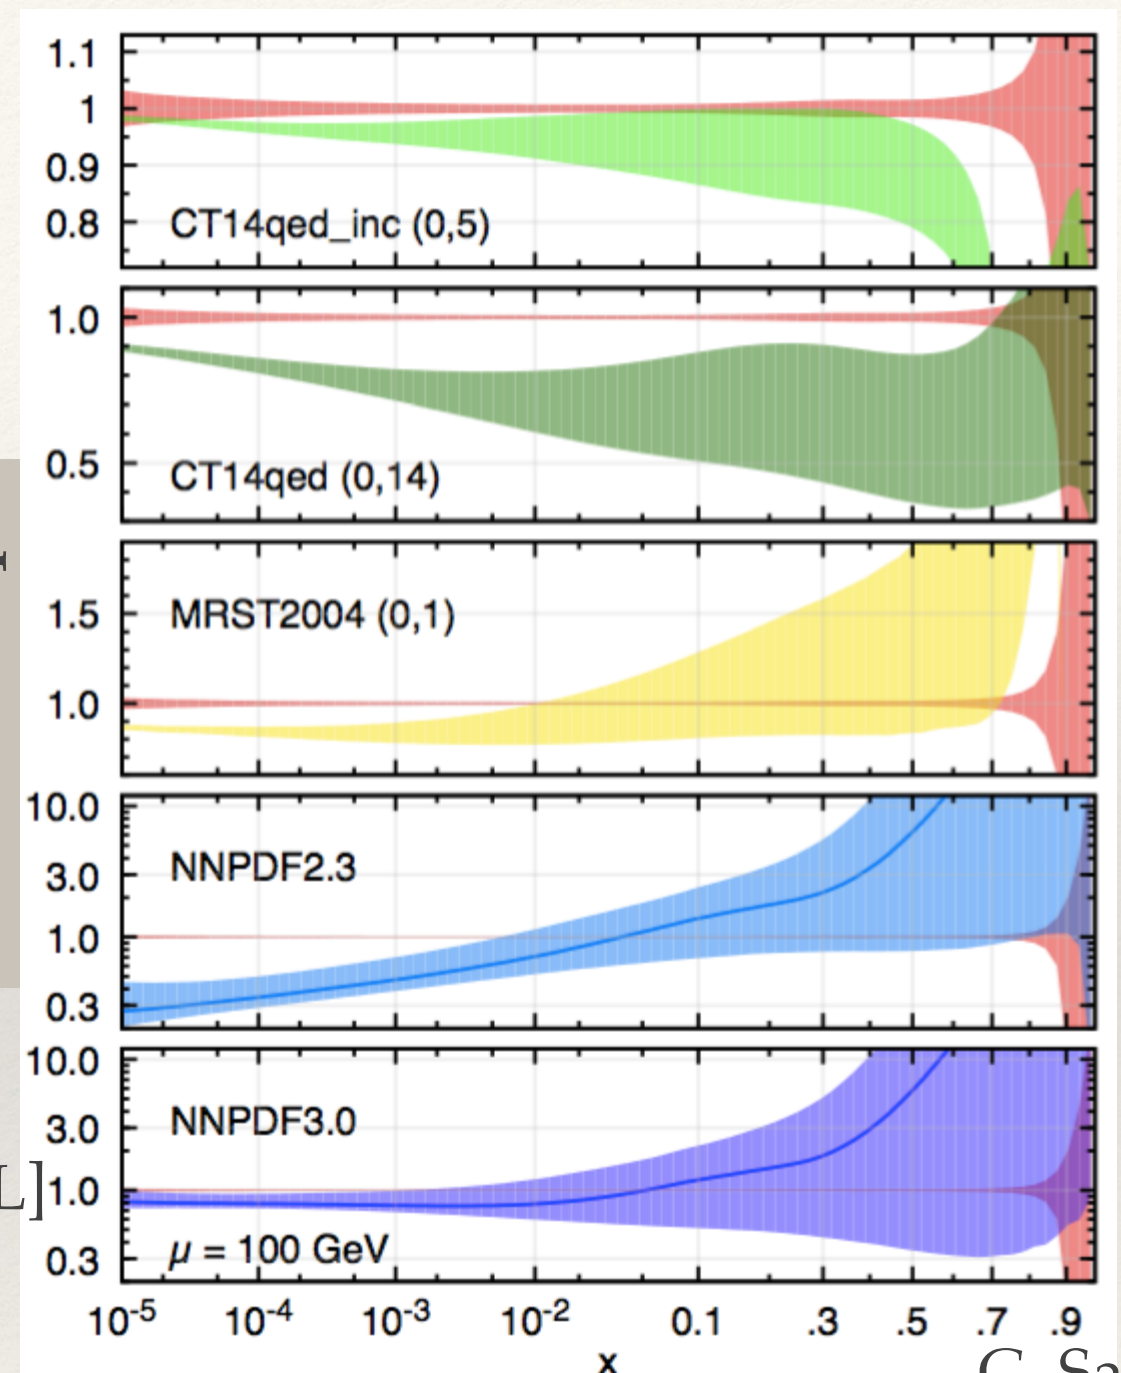 1.1
1
0.9
0.8
CT14qed_inc (0,5)
1.0
0.5
CT14qed (0,14)
1.5
MRST2004 (0,1)
1.0
10.0
NNPDF2.3
3.0
1.0
0.3
10.0
NNPDF3.0
3.0
L]
1.0
μ = 100 GeV
0.3
10⁻⁵ 10⁻⁴ 10⁻³ 10⁻² 0.1 .3 .5 .7 .9
x